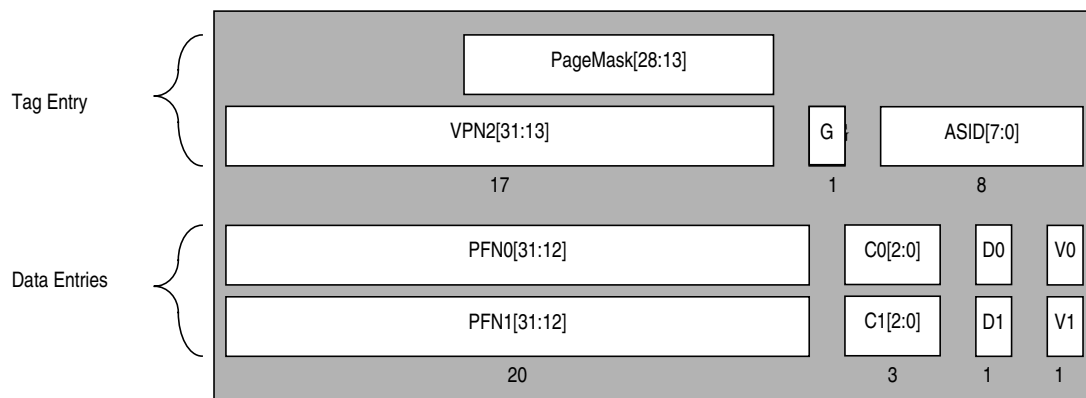 PageMask[28:13]
Tag Entry
VPN2[31:13] G ASID[7:0]
17 1 8
PFN0[31:12] C0[2:0] D0 V0
Data Entries
PFN1[31:12] C1[2:0] D1 V1
20 3 1 1